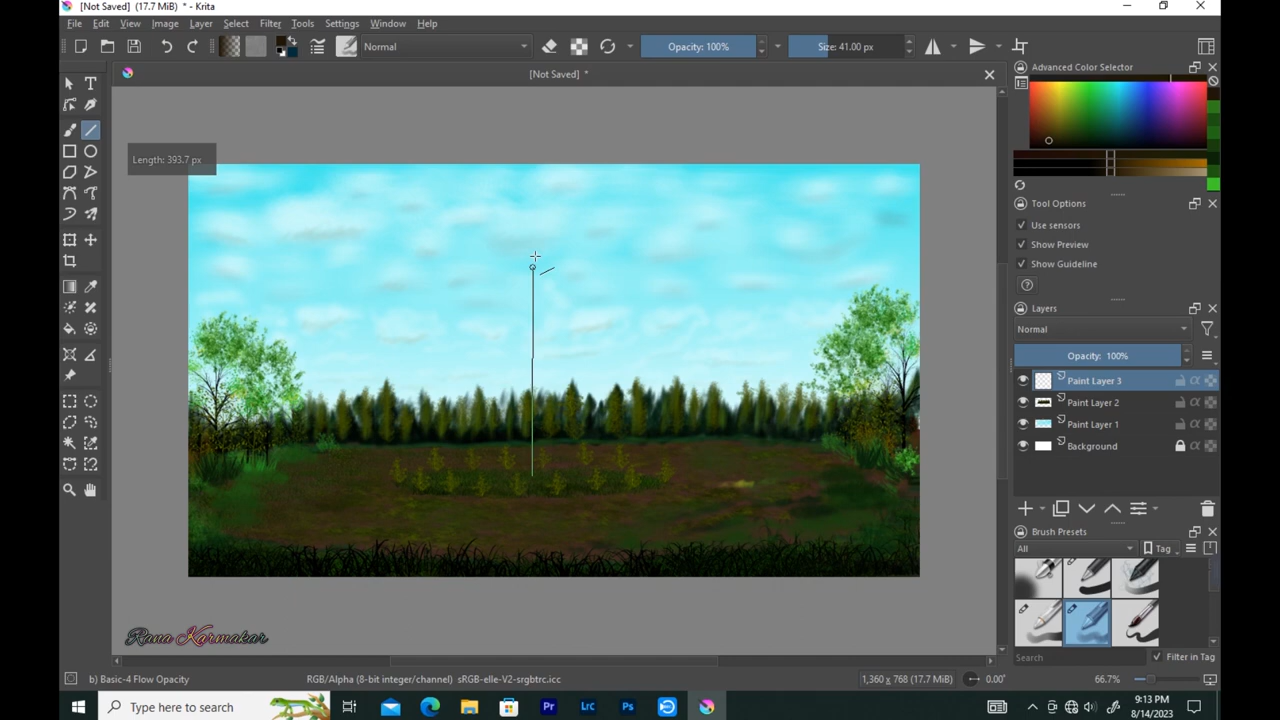 [Not Saved] (17.7 MiB) * - Krita
File Edit View Image Layer Select Filter Tools Settings Window Help
Normal Opacity: 100% Size: 41.00 px
[Not Saved] *
Length: 393.7 px
Advanced Color Selector
Tool Options
Use sensors
Show Preview
Show Guideline
Layers
Normal
Opacity: 100%
Paint Layer 3
Paint Layer 2
Paint Layer 1
Background
Brush Presets
All Tag
Search Filter in Tag
Rana Karmakar
b) Basic-4 Flow Opacity RGB/Alpha (8-bit integer/channel) sRGB-elle-V2-srgbtrc.icc 1,360 x 768 (17.7 MiB) 0.00° 66.7%
Type here to search Pr Lrc Ps 9:13 PM
8/14/2023